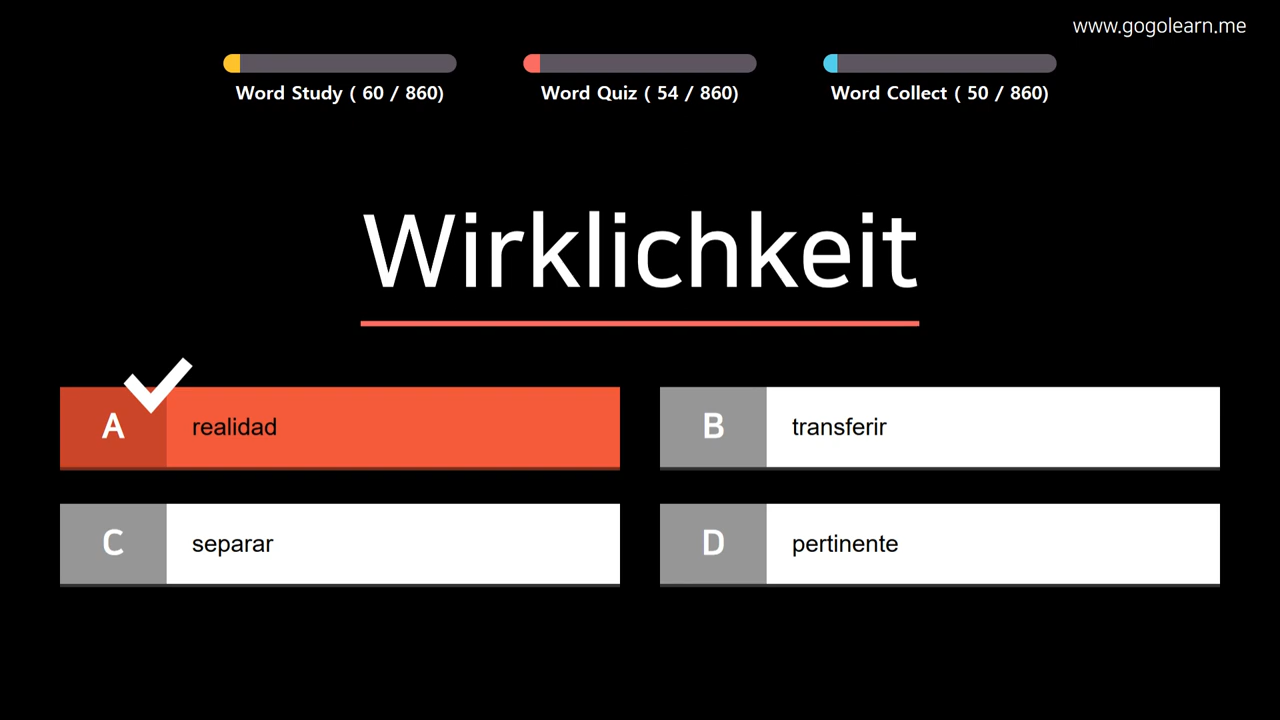 www.gogolearn.me
Word Study ( 60 / 860)
Word Quiz ( 54 / 860)
Word Collect ( 50 / 860)
Wirklichkeit
A realidad
B transferir
C separar
D pertinente